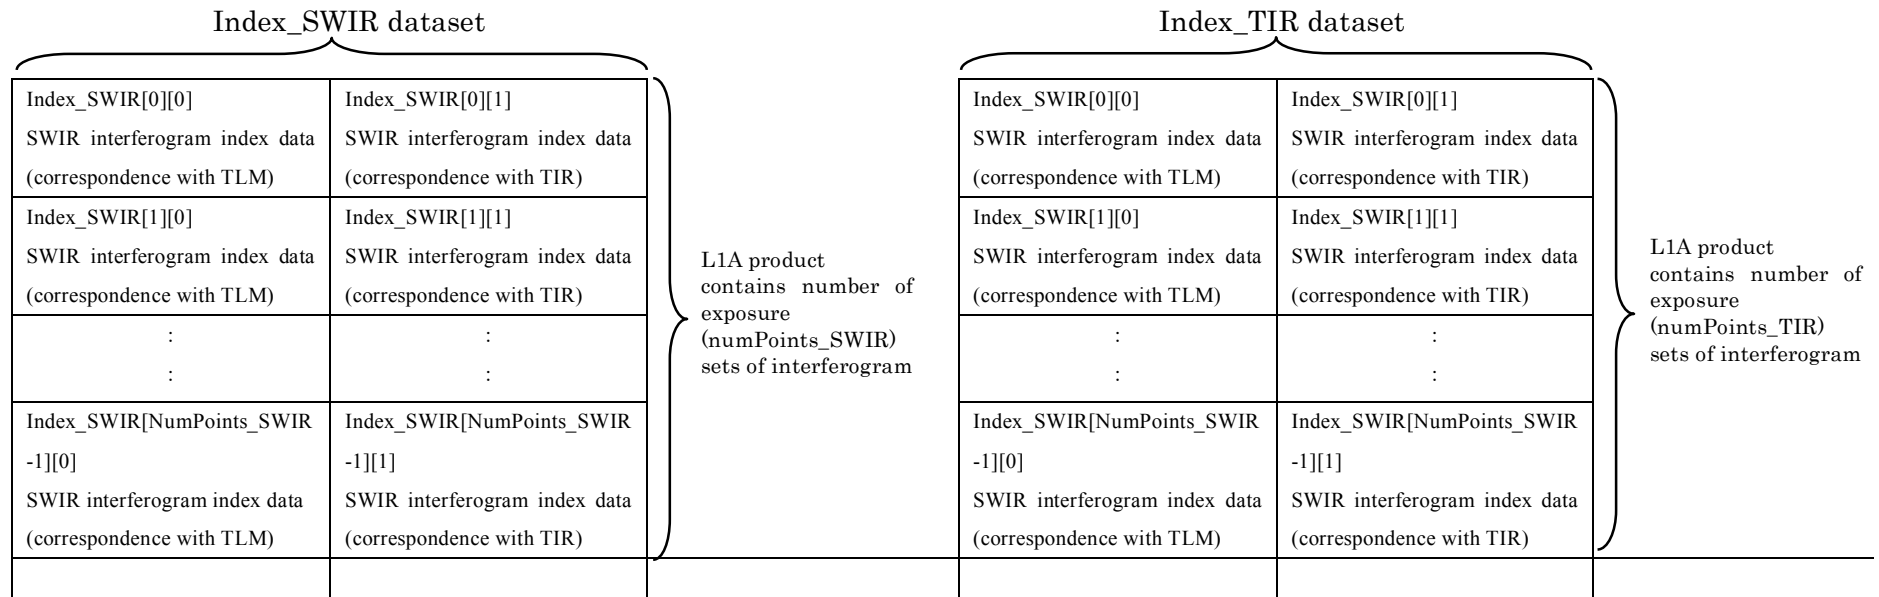 Index_SWIR dataset
Index_SWIR[0][0]
SWIR interferogram index data
(correspondence with TLM)
Index_SWIR[0][1]
SWIR interferogram index data
(correspondence with TIR)
Index_SWIR[1][0]
SWIR interferogram index data
(correspondence with TLM)
Index_SWIR[1][1]
SWIR interferogram index data
(correspondence with TIR)
:
:
:
:
Index_SWIR[NumPoints_SWIR
-1][0]
SWIR interferogram index data
(correspondence with TLM)
Index_SWIR[NumPoints_SWIR
-1][1]
SWIR interferogram index data
(correspondence with TIR)
L1A product
contains number of
exposure
(numPoints_SWIR)
sets of interferogram
Index_TIR dataset
Index_SWIR[0][0]
SWIR interferogram index data
(correspondence with TLM)
Index_SWIR[0][1]
SWIR interferogram index data
(correspondence with TIR)
Index_SWIR[1][0]
SWIR interferogram index data
(correspondence with TLM)
Index_SWIR[1][1]
SWIR interferogram index data
(correspondence with TIR)
:
:
:
:
Index_SWIR[NumPoints_SWIR
-1][0]
SWIR interferogram index data
(correspondence with TLM)
Index_SWIR[NumPoints_SWIR
-1][1]
SWIR interferogram index data
(correspondence with TIR)
L1A product
contains number of
exposure
(numPoints_TIR)
sets of interferogram